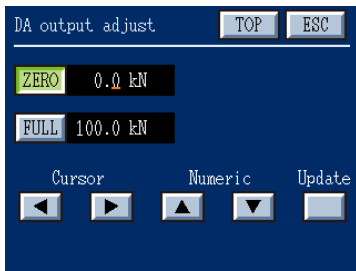 DA output adjust TOP ESC
ZERO 0.0 kN
FULL 100.0 kN
Cursor Numeric Update